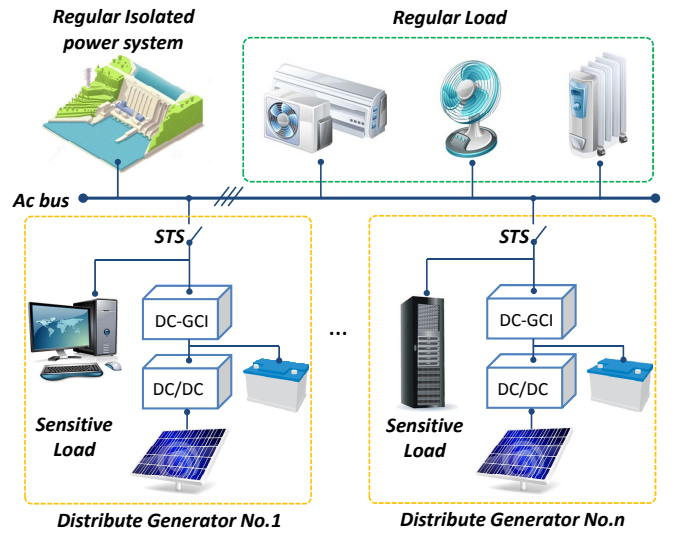 Regular Isolated
power system
Regular Load
Ac bus
STS
DC-GCI
DC/DC
Sensitive
Load
Distribute Generator No.1
...
STS
DC-GCI
DC/DC
Sensitive
Load
Distribute Generator No.n